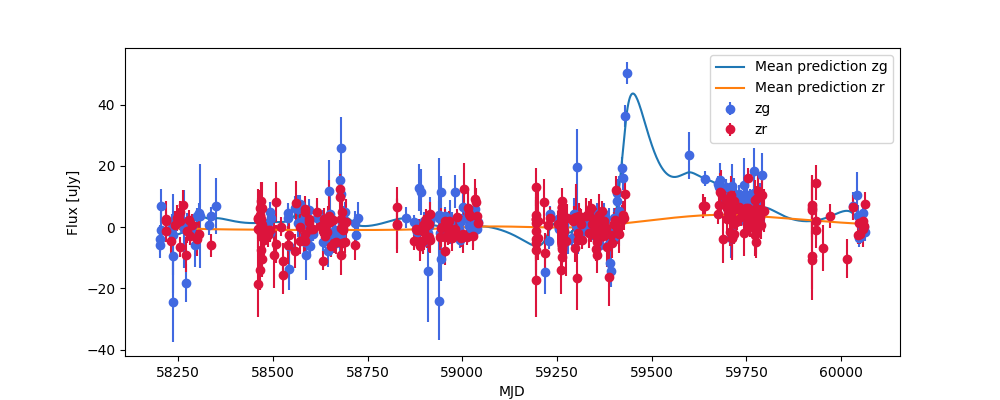 Mean prediction zg
Mean prediction zr
zg
zr
Flux [uJy]
40
20
0
−20
−40
58250
58500
58750
59000
59250
59500
59750
60000
MJD